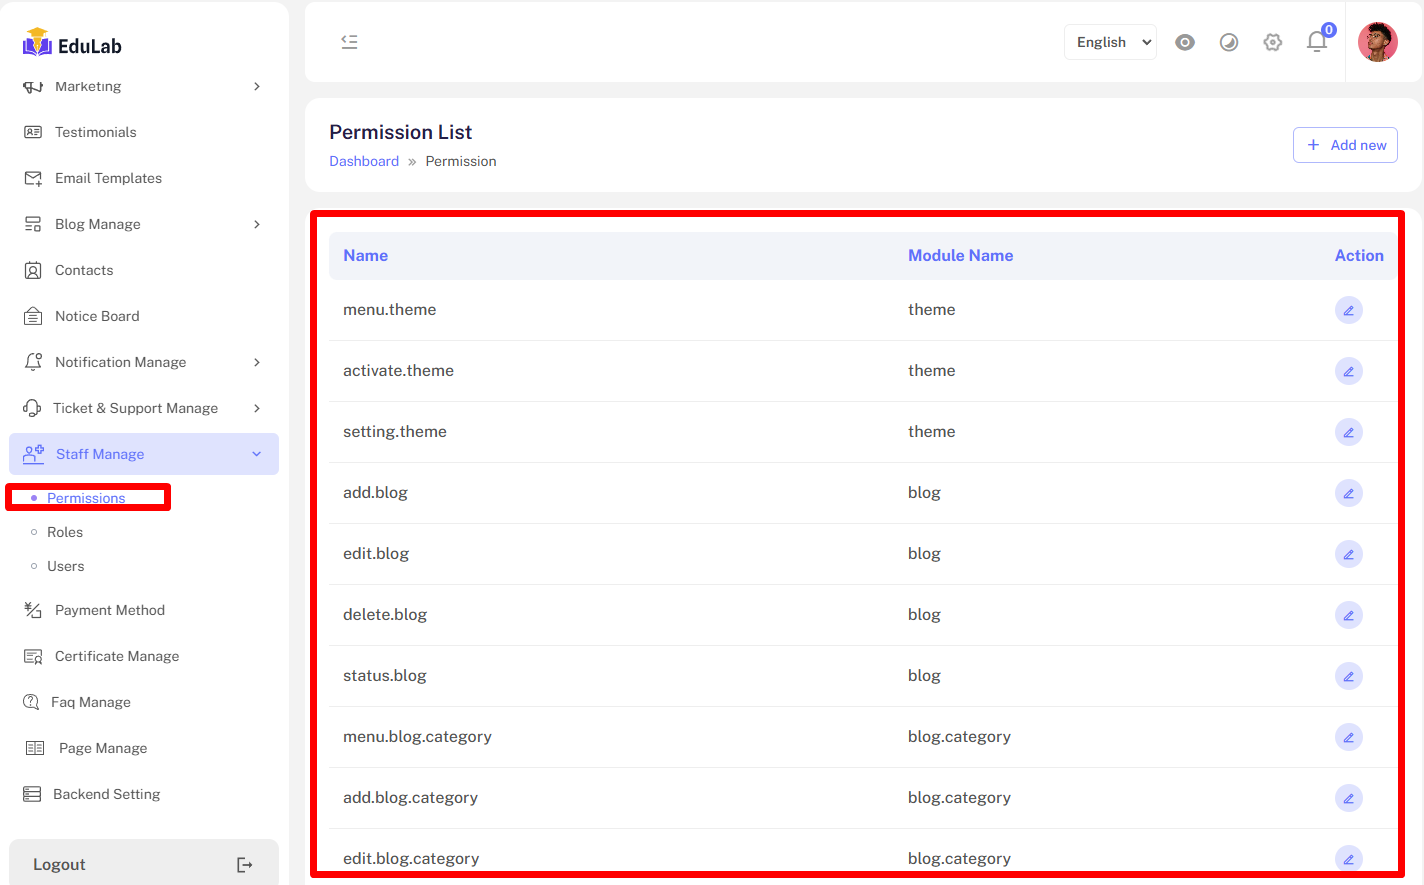 EduLab
Marketing
Testimonials
Email Templates
Blog Manage
Contacts
Notice Board
Notification Manage
Ticket & Support Manage
Staff Manage
Permissions
Roles
Users
Payment Method
Certificate Manage
Faq Manage
Page Manage
Backend Setting
Logout
English
0
Permission List
Dashboard » Permission
+ Add new
Name Module Name Action
menu.theme theme
activate.theme theme
setting.theme theme
add.blog blog
edit.blog blog
delete.blog blog
status.blog blog
menu.blog.category blog.category
add.blog.category blog.category
edit.blog.category blog.category